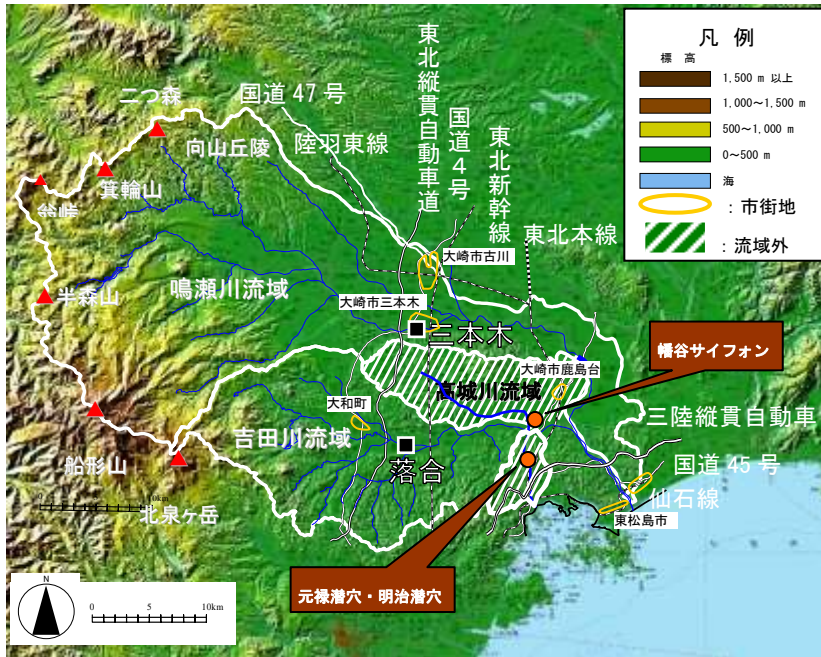 凡 例
標 高
1,500 m 以上
1,000～1,500 m
500～1,000 m
0～500 m
海
：市街地
：流域外
二つ森
国道 47 号
陸羽東線
東北縦貫自動車道
国道４号
東北新幹線
東北本線
向山丘陵
箕輪山
翁峠
半森山
鳴瀬川流域
大崎市古川
大崎市三本木
三本木
大崎市鹿島台
幡谷サイフォン
高城川流域
大和町
吉田川流域
落合
三陸縦貫自動車
国道 45 号
仙石線
東松島市
船形山
北泉ヶ岳
元禄潜穴・明治潜穴
N
0
5
10km
0
10km